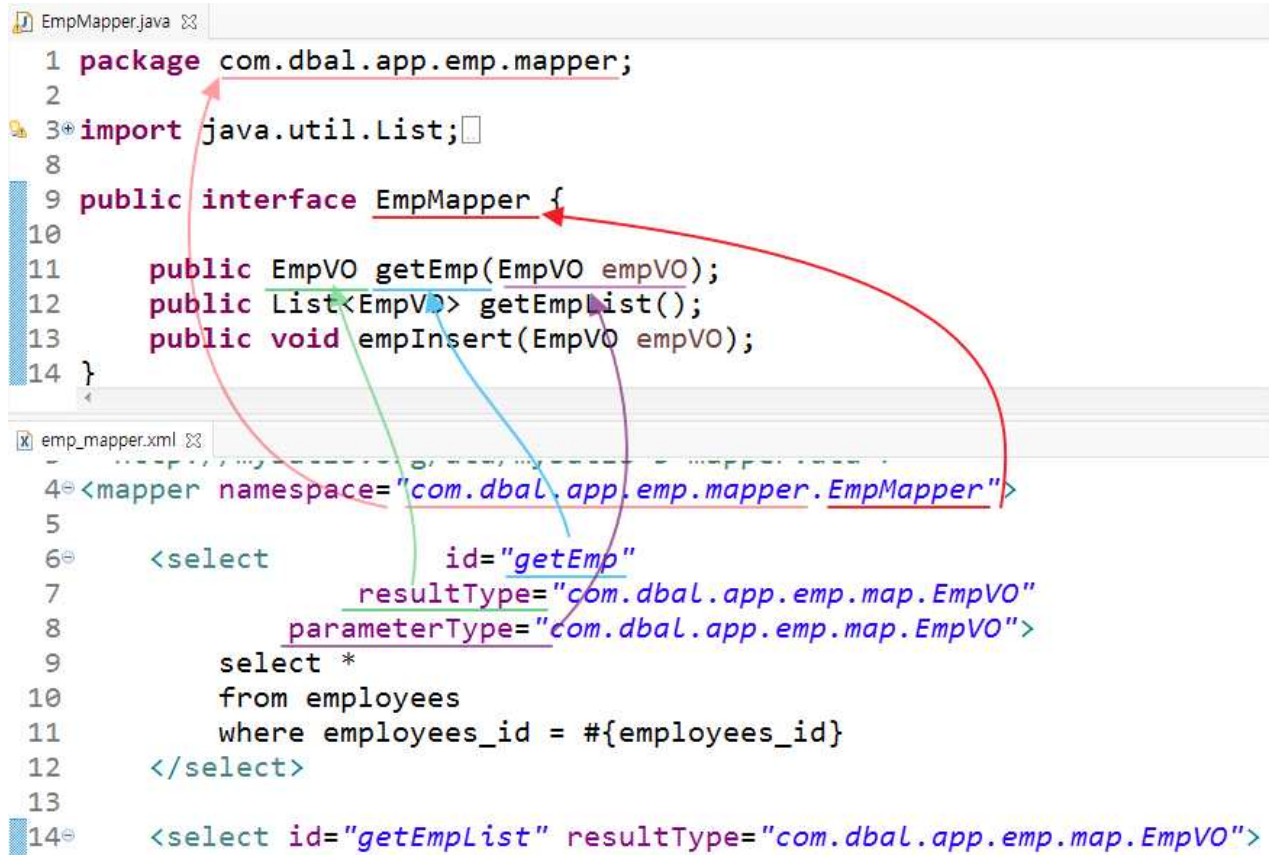 EmpMapper.java
1 package com.dbal.app.emp.mapper;
2
3 import java.util.List;
8
9 public interface EmpMapper {
10
11 public EmpVO getEmp(EmpVO empVO);
12 public List<EmpVO> getEmpList();
13 public void empInsert(EmpVO empVO);
14 }
emp_mapper.xml
4 <mapper namespace="com.dbal.app.emp.mapper.EmpMapper">
5
6 <select id="getEmp"
7 resultType="com.dbal.app.emp.map.EmpVO"
8 parameterType="com.dbal.app.emp.map.EmpVO">
9 select *
10 from employees
11 where employees_id = #{employees_id}
12 </select>
13
14 <select id="getEmpList" resultType="com.dbal.app.emp.map.EmpVO">